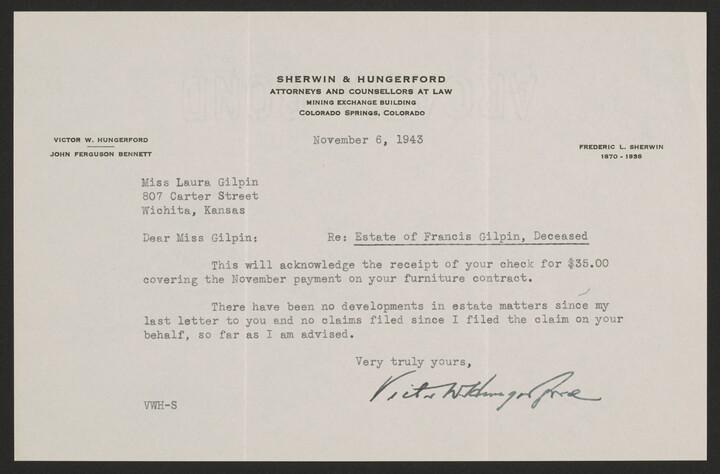 SHERWIN & HUNGERFORD
ATTORNEYS AND COUNSELLORS AT LAW
MINING EXCHANGE BUILDING
COLORADO SPRINGS, COLORADO
November 6, 1943
VICTOR W. HUNGERFORD
JOHN FERGUSON BENNETT
FREDERIC L. SHERWIN
1870 - 1938
Miss Laura Gilpin
807 Carter Street
Wichita, Kansas
Dear Miss Gilpin: Re: Estate of Francis Gilpin, Deceased
This will acknowledge the receipt of your check for $35.00
covering the November payment on your furniture contract.
There have been no developments in estate matters since my
last letter to you and no claims filed since I filed the claim on your
behalf, so far as I am advised.
Very truly yours,
Victor W Hungerford
VWH-S